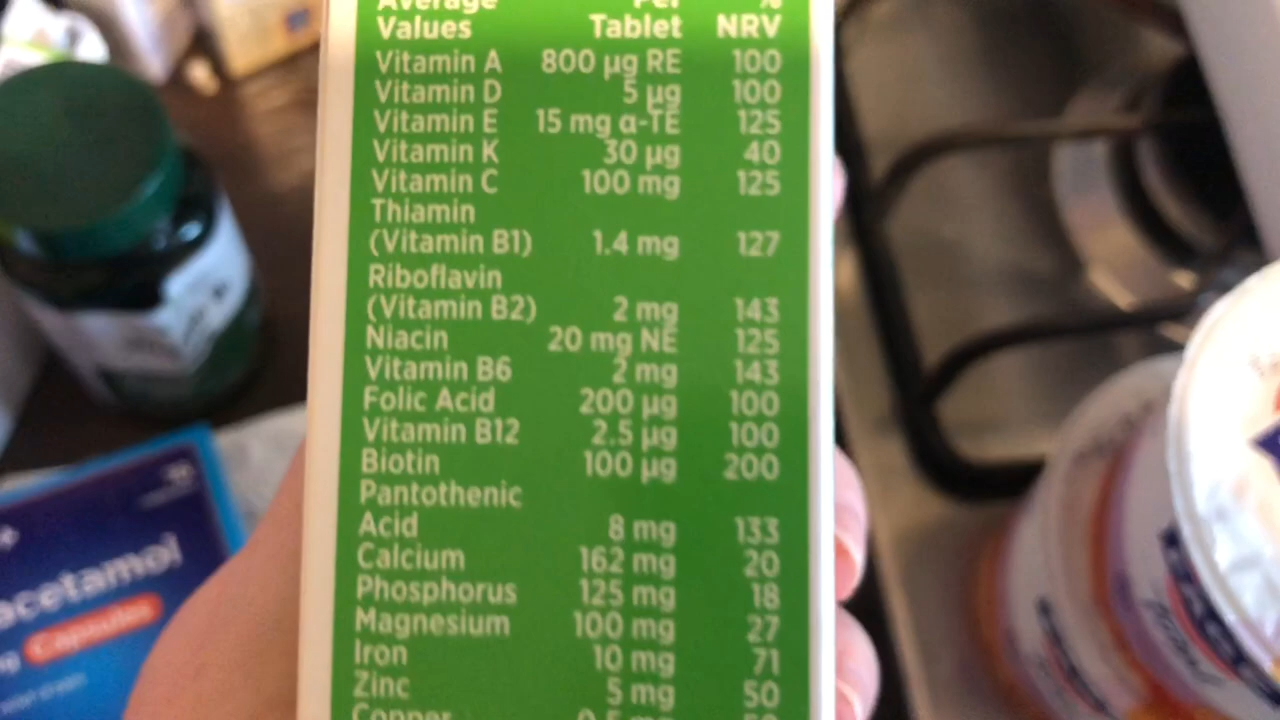 Average Per %
Values Tablet NRV
Vitamin A 800 µg RE 100
Vitamin D 5 µg 100
Vitamin E 15 mg α-TE 125
Vitamin K 30 µg 40
Vitamin C 100 mg 125
Thiamin
(Vitamin B1) 1.4 mg 127
Riboflavin
(Vitamin B2) 2 mg 143
Niacin 20 mg NE 125
Vitamin B6 2 mg 143
Folic Acid 200 µg 100
Vitamin B12 2.5 µg 100
Biotin 100 µg 200
Pantothenic
Acid 8 mg 133
Calcium 162 mg 20
Phosphorus 125 mg 18
Magnesium 100 mg 27
Iron 10 mg 71
Zinc 5 mg 50
Copper 0.5 mg 50
acetamol
Capsules